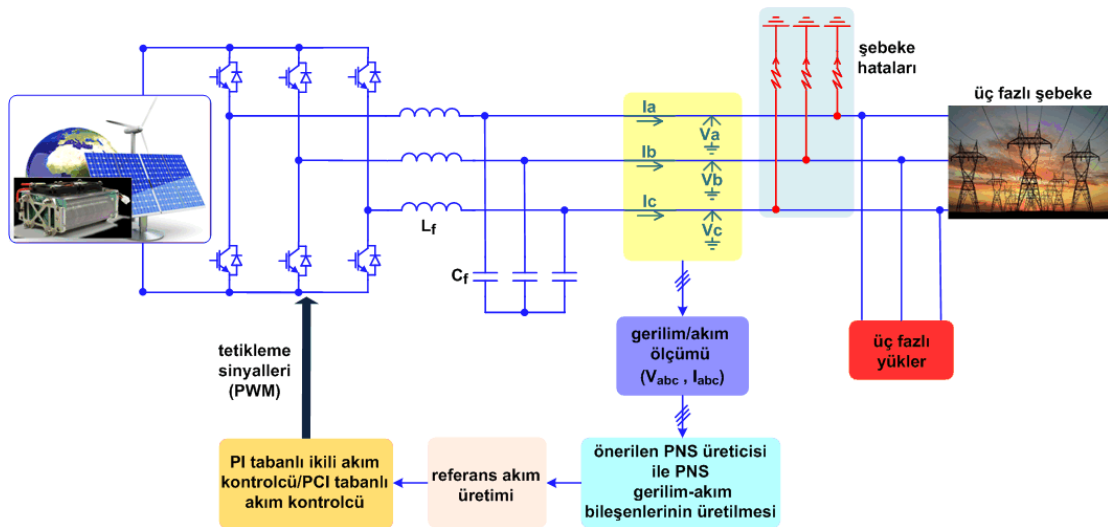 şebeke
hataları
üç fazlı şebeke
Ia
Va
Ib
Vb
Ic
Vc
Lf
Cf
tetikleme
sinyalleri
(PWM)
gerilim/akım
ölçümü
(Vabc , Iabc)
üç fazlı
yükler
PI tabanlı ikili akım
kontrolcü/PCI tabanlı
akım kontrolcü
referans akım
üretimi
önerilen PNS üreticisi
ile PNS
gerilim-akım
bileşenlerinin üretilmesi